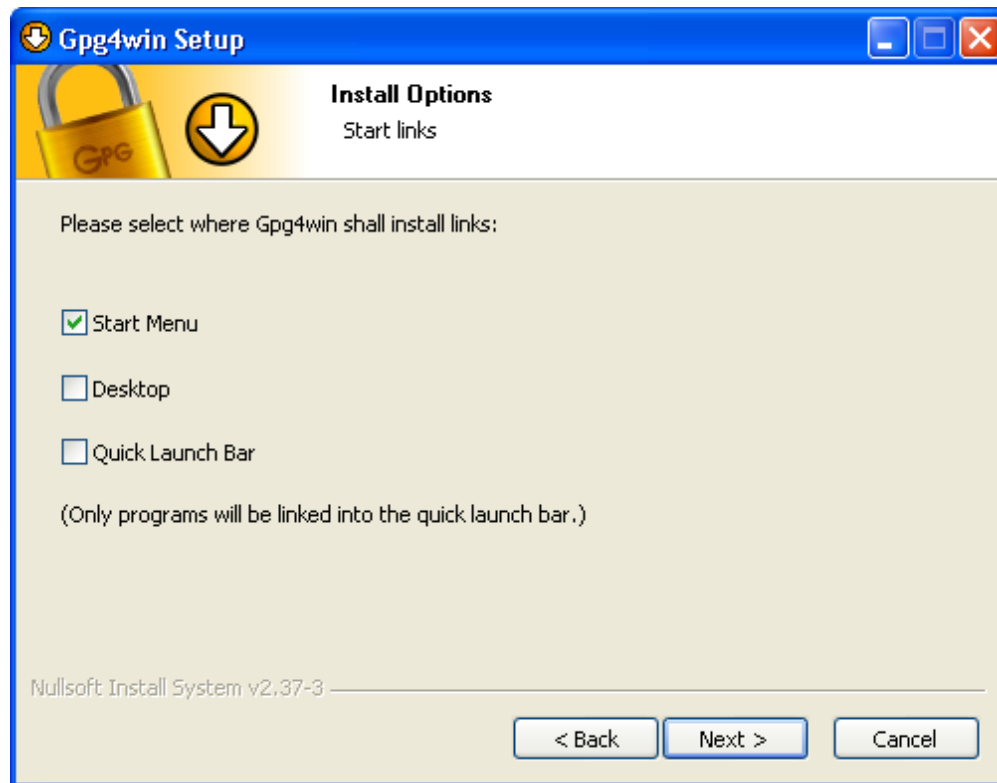 Gpg4win Setup
GPG
Install Options
Start links
Please select where Gpg4win shall install links:
Start Menu
Desktop
Quick Launch Bar
(Only programs will be linked into the quick launch bar.)
Nullsoft Install System v2.37-3
< Back Next > Cancel